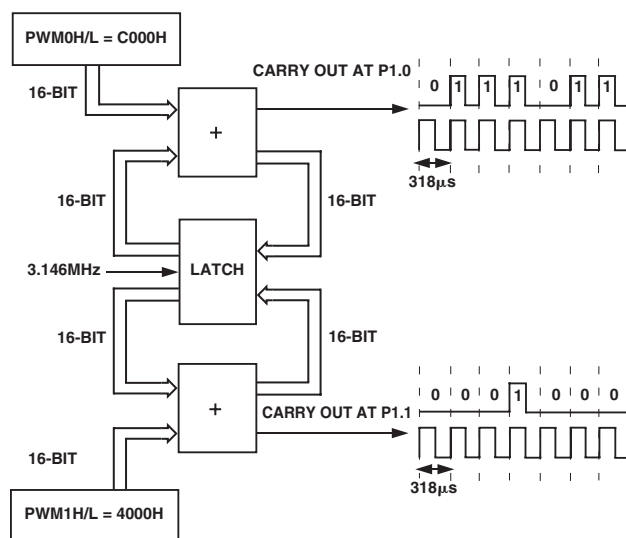 PWM0H/L = C000H
CARRY OUT AT P1.0
0 1 1 1 0 1 1
16-BIT
+
16-BIT
16-BIT
318µs
3.146MHz
LATCH
16-BIT
16-BIT
+
CARRY OUT AT P1.1
0 0 0 1 0 0 0
16-BIT
318µs
PWM1H/L = 4000H